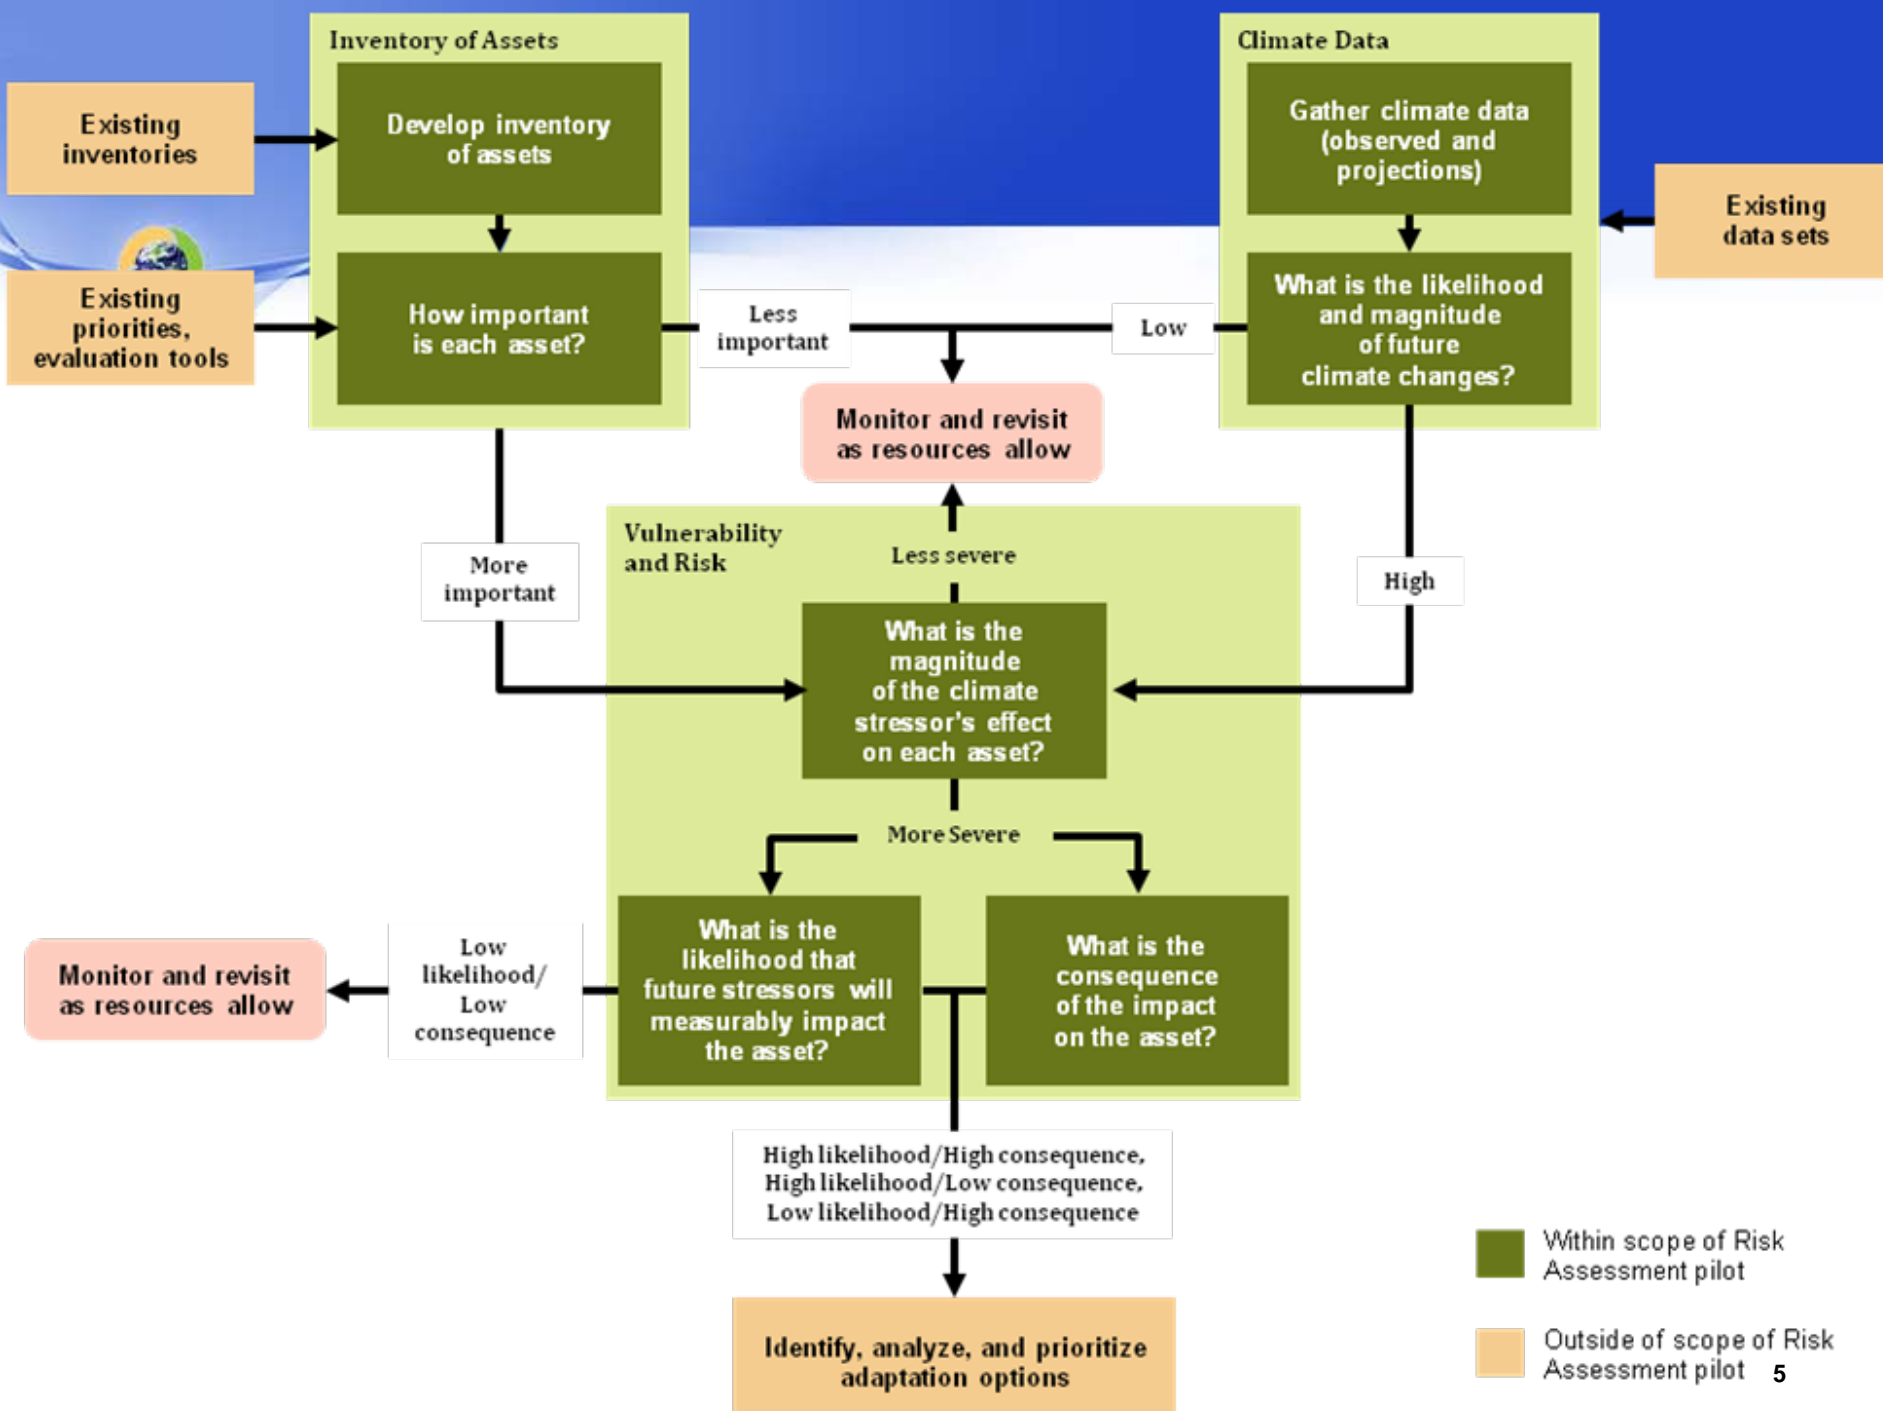 Inventory of Assets
Climate Data
Existing
inventories
Develop inventory
of assets
Gather climate data
(observed and
projections)
Existing
data sets
Existing
priorities,
evaluation tools
How important
is each asset?
Less
important
Low
What is the likelihood
and magnitude
of future
climate changes?
Monitor and revisit
as resources allow
More
important
Vulnerability
and Risk
Less severe
High
What is the
magnitude
of the climate
stressor's effect
on each asset?
More Severe
Monitor and revisit
as resources allow
Low
likelihood/
Low
consequence
What is the
likelihood that
future stressors will
measurably impact
the asset?
What is the
consequence
of the impact
on the asset?
High likelihood/High consequence,
High likelihood/Low consequence,
Low likelihood/High consequence
Identify, analyze, and prioritize
adaptation options
Within scope of Risk
Assessment pilot
Outside of scope of Risk
Assessment pilot
5